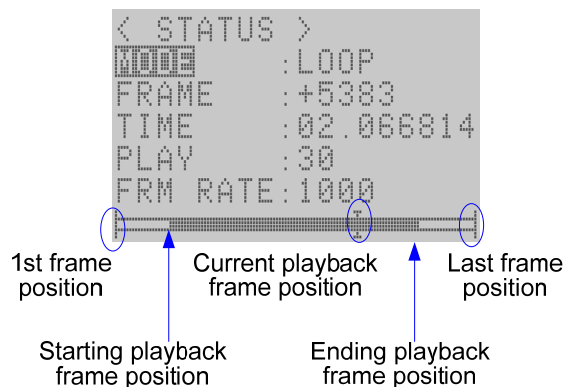 < STATUS >
MODE :LOOP
FRAME :+5383
TIME :02.066814
PLAY :30
FRM RATE:1000
1st frame
position
Current playback
frame position
Last frame
position
Starting playback
frame position
Ending playback
frame position